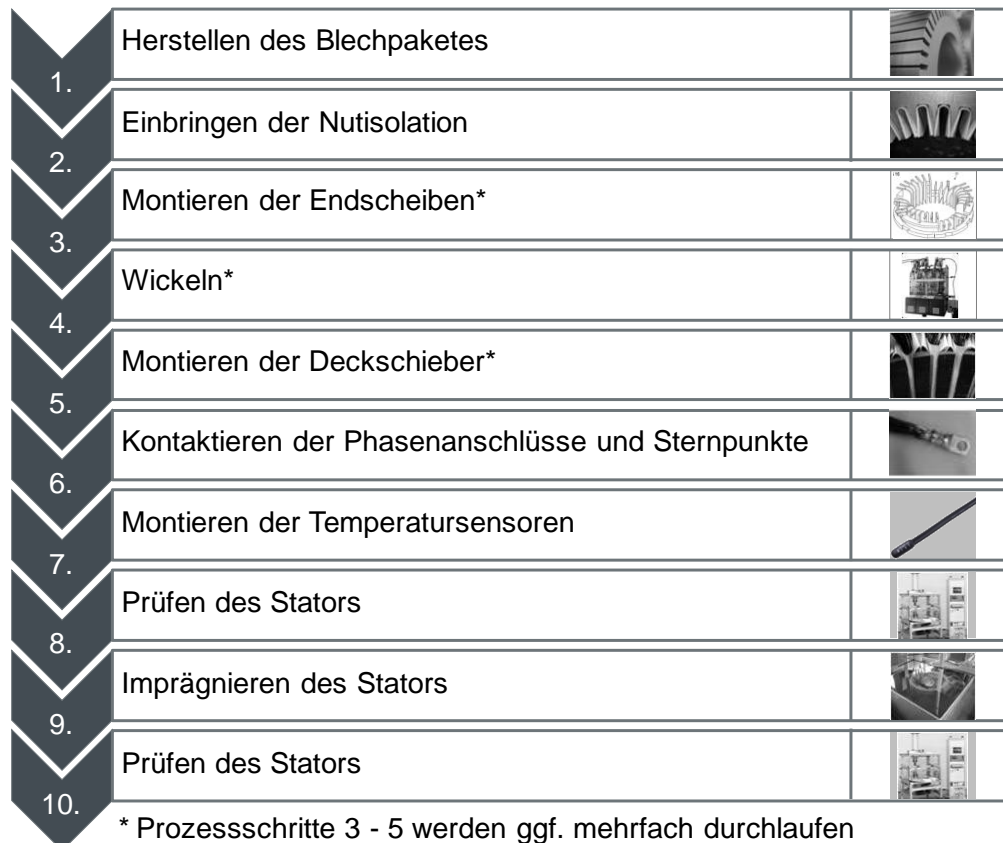 1. Herstellen des Blechpaketes
2. Einbringen der Nutisolation
3. Montieren der Endscheiben*
4. Wickeln*
5. Montieren der Deckschieber*
6. Kontaktieren der Phasenanschlüsse und Sternpunkte
7. Montieren der Temperatursensoren
8. Prüfen des Stators
9. Imprägnieren des Stators
10. Prüfen des Stators
* Prozessschritte 3 - 5 werden ggf. mehrfach durchlaufen